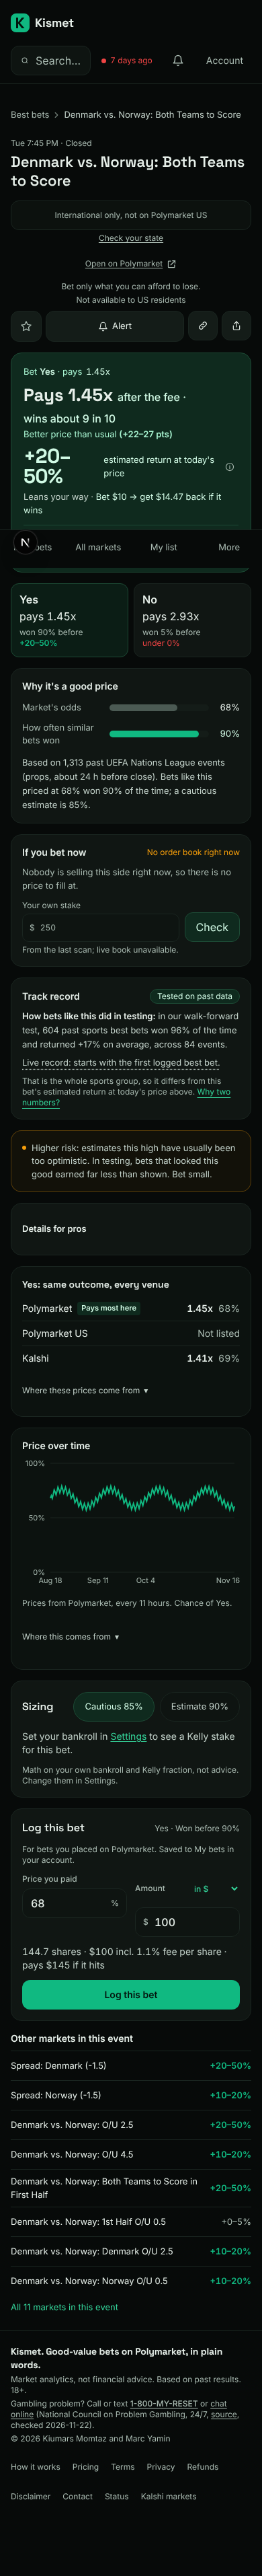 K Kismet
Search...
7 days ago
Account
Best bets > Denmark vs. Norway: Both Teams to Score
Tue 7:45 PM · Closed
Denmark vs. Norway: Both Teams
to Score
International only, not on Polymarket US
Check your state
Open on Polymarket
Bet only what you can afford to lose.
Not available to US residents
Alert
Bet Yes · pays 1.45x
Pays 1.45x after the fee ·
wins about 9 in 10
Better price than usual (+22–27 pts)
+20–
50%
estimated return at today's
price
Leans your way · Bet $10 → get $14.47 back if it
wins
N
bets
All markets
My list
More
Yes
pays 1.45x
won 90% before
+20–50%
No
pays 2.93x
won 5% before
under 0%
Why it's a good price
Market's odds 68%
How often similar
bets won
90%
Based on 1,313 past UEFA Nations League events
(props, about 24 h before close). Bets like this
priced at 68% won 90% of the time; a cautious
estimate is 85%.
If you bet now No order book right now
Nobody is selling this side right now, so there is no
price to fill at.
Your own stake
$ 250
Check
From the last scan; live book unavailable.
Track record Tested on past data
How bets like this did in testing: in our walk-forward
test, 604 past sports best bets won 96% of the time
and returned +17% on average, across 84 events.
Live record: starts with the first logged best bet.
That is the whole sports group, so it differs from this
bet's estimated return at today's price above. Why two
numbers?
Higher risk: estimates this high have usually been
too optimistic. In testing, bets that looked this
good earned far less than shown. Bet small.
Details for pros
Yes: same outcome, every venue
Polymarket Pays most here 1.45x 68%
Polymarket US Not listed
Kalshi 1.41x 69%
Where these prices come from ▾
Price over time
100%
50%
0%
Aug 18 Sep 11 Oct 4 Nov 16
Prices from Polymarket, every 11 hours. Chance of Yes.
Where this comes from ▾
Sizing
Cautious 85%
Estimate 90%
Set your bankroll in Settings to see a Kelly stake
for this bet.
Math on your own bankroll and Kelly fraction, not advice.
Change them in Settings.
Log this bet Yes · Won before 90%
For bets you placed on Polymarket. Saved to My bets in
your account.
Price you paid
68 %
Amount in $
$ 100
144.7 shares · $100 incl. 1.1% fee per share ·
pays $145 if it hits
Log this bet
Other markets in this event
Spread: Denmark (-1.5) +20–50%
Spread: Norway (-1.5) +10–20%
Denmark vs. Norway: O/U 2.5 +20–50%
Denmark vs. Norway: O/U 4.5 +10–20%
Denmark vs. Norway: Both Teams to Score in
First Half
+20–50%
Denmark vs. Norway: 1st Half O/U 0.5 +0–5%
Denmark vs. Norway: Denmark O/U 2.5 +10–20%
Denmark vs. Norway: Norway O/U 0.5 +10–20%
All 11 markets in this event
Kismet. Good-value bets on Polymarket, in plain
words.
Market analytics, not financial advice. Based on past results.
18+.
Gambling problem? Call or text 1-800-MY-RESET or chat
online (National Council on Problem Gambling, 24/7, source,
checked 2026-11-22).
© 2026 Kiumars Momtaz and Marc Yamin
How it works Pricing Terms Privacy Refunds
Disclaimer Contact Status Kalshi markets